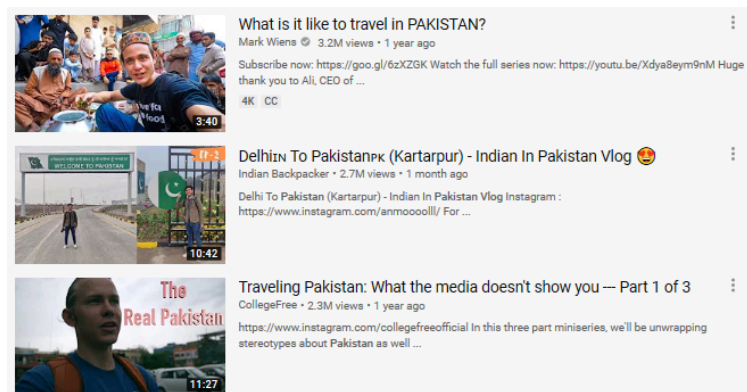 What is it like to travel in PAKISTAN?
Mark Wiens 3.2M views • 1 year ago
Subscribe now: https://goo.gl/6zXZGK Watch the full series now: https://youtu.be/Xdya8eym9nM Huge
thank you to Ali, CEO of ...
4K CC
3:40
DelhiIN To PakistanPK (Kartarpur) - Indian In Pakistan Vlog 😍
Indian Backpacker • 2.7M views • 1 month ago
Delhi To Pakistan (Kartarpur) - Indian In Pakistan Vlog Instagram :
https://www.instagram.com/anmoooolll/ For ...
WELCOME TO PAKISTAN
10:42
Traveling Pakistan: What the media doesn't show you --- Part 1 of 3
CollegeFree • 2.3M views • 1 year ago
https://www.instagram.com/collegefreeofficial In this three part miniseries, we'll be unwrapping
stereotypes about Pakistan as well ...
The
Real Pakistan
11:27